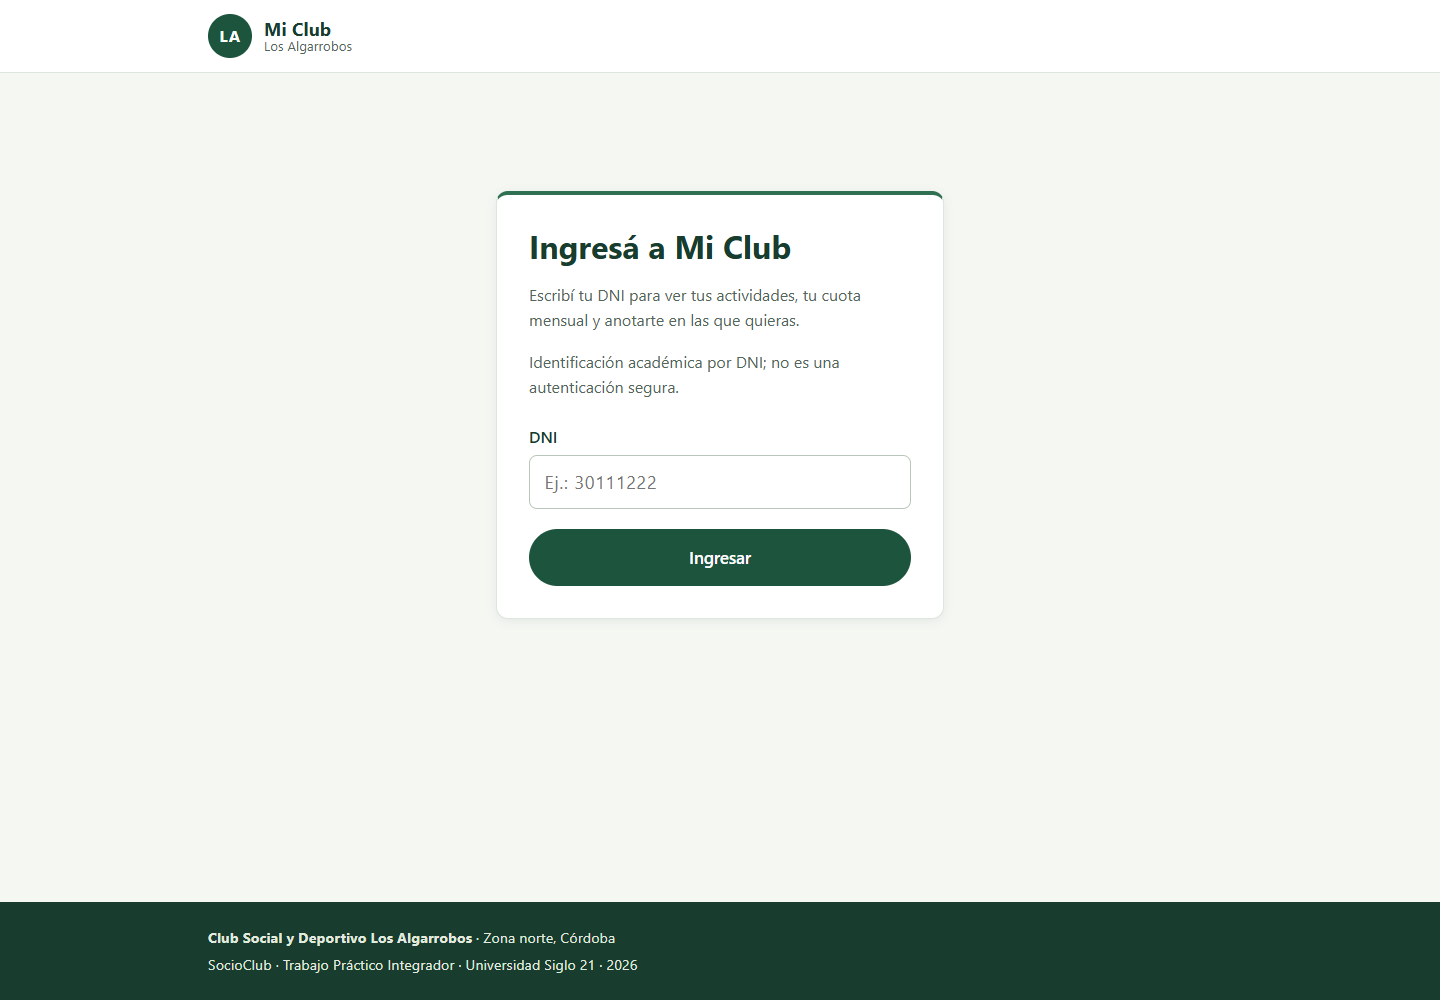 LA
Mi Club
Los Algarrobos
Ingresá a Mi Club
Escribí tu DNI para ver tus actividades, tu cuota
mensual y anotarte en las que quieras.
Identificación académica por DNI; no es una
autenticación segura.
DNI
Ej.: 30111222
Ingresar
Club Social y Deportivo Los Algarrobos · Zona norte, Córdoba
SocioClub · Trabajo Práctico Integrador · Universidad Siglo 21 · 2026